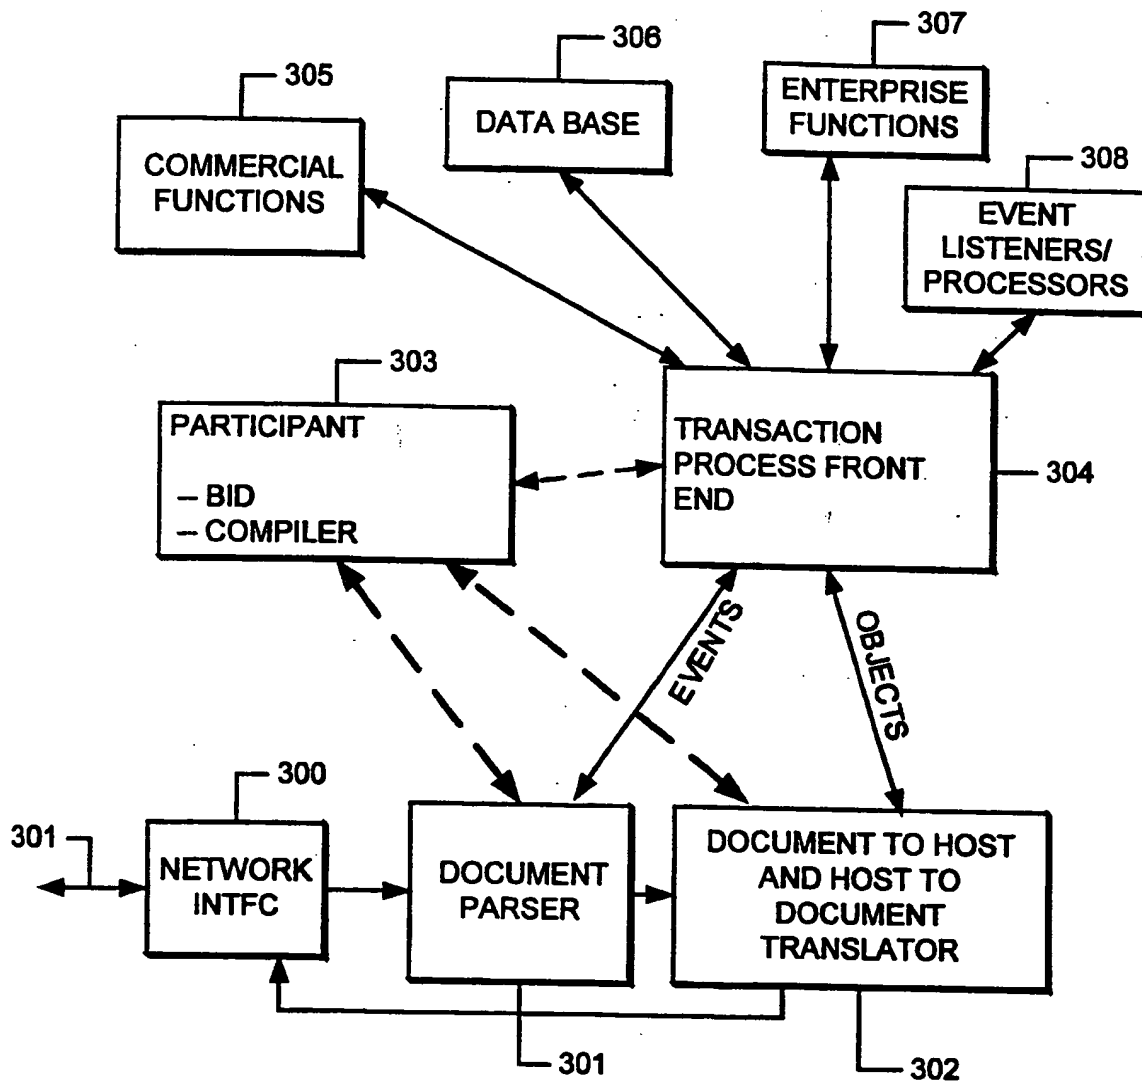 306
307
305
DATA BASE
ENTERPRISE
FUNCTIONS
308
COMMERCIAL
FUNCTIONS
EVENT
LISTENERS/
PROCESSORS
303
PARTICIPANT
– BID
– COMPILER
TRANSACTION
PROCESS FRONT
END
304
EVENTS
OBJECTS
300
301
NETWORK
INTFC
DOCUMENT
PARSER
DOCUMENT TO HOST
AND HOST TO
DOCUMENT
TRANSLATOR
301
302